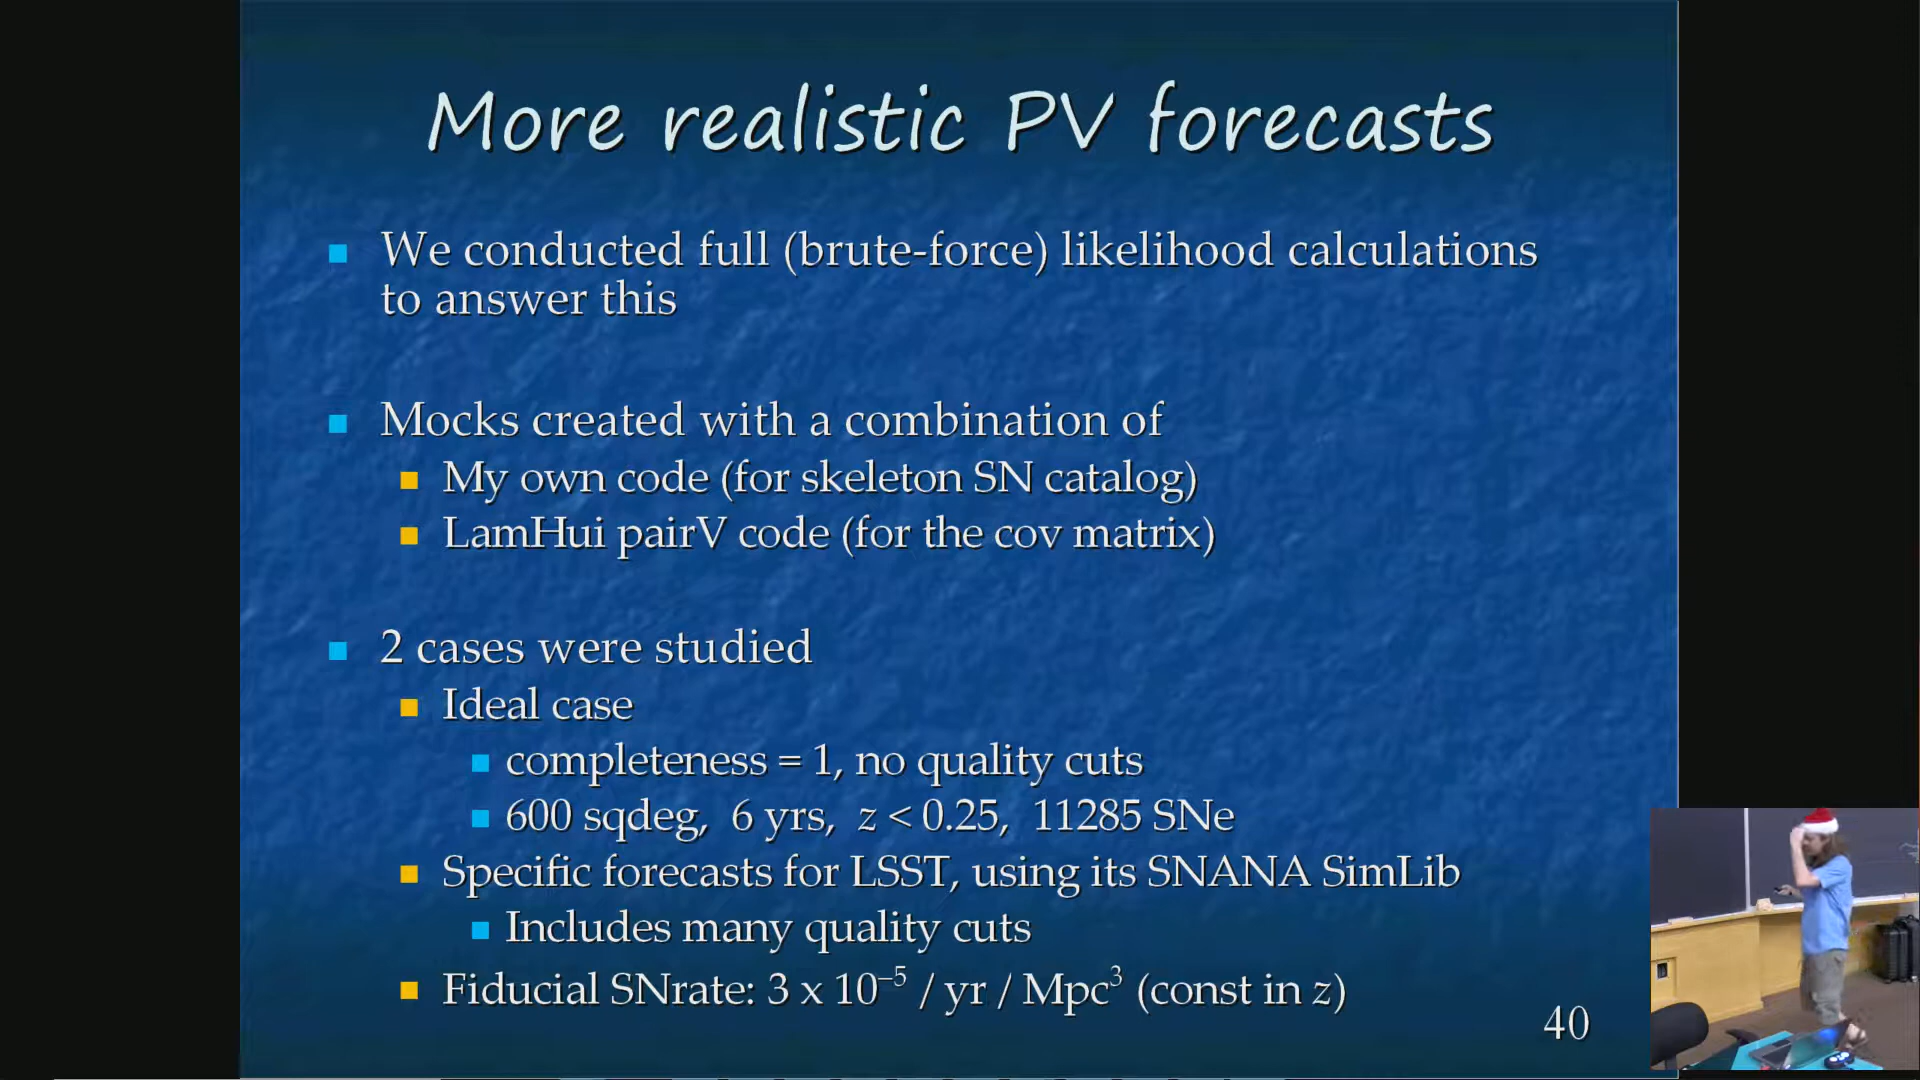 More realistic PV forecasts
We conducted full (brute-force) likelihood calculations
to answer this
Mocks created with a combination of
My own code (for skeleton SN catalog)
LamHui pairV code (for the cov matrix)
2 cases were studied
Ideal case
completeness = 1, no quality cuts
600 sqdeg, 6 yrs, z < 0.25, 11285 SNe
Specific forecasts for LSST, using its SNANA SimLib
Includes many quality cuts
Fiducial SNrate: 3 x 10⁻⁵ / yr / Mpc³ (const in z)
40